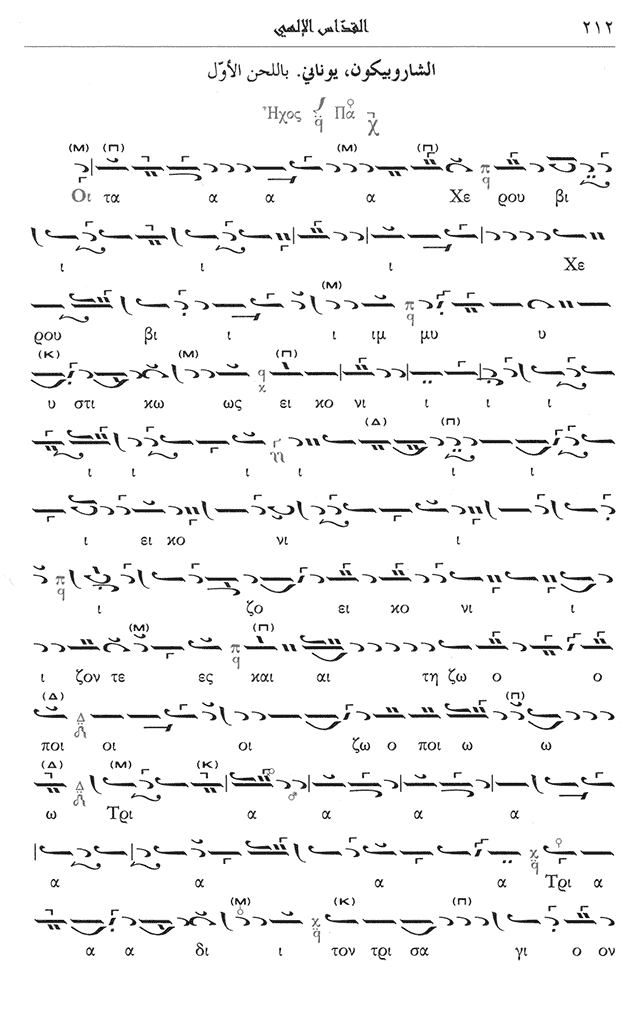 القدّاس الإلهي ٢١٢
الشاروبيكون، يوناني. باللحن الأوّل
Ἦχος Πα
(Μ) (Π) (Μ) (Π)
Οι τα α α α Χε ρου βι
ι ι ι Χε
(Μ)
ρου βι ι ι ιμ μυ υ
(Κ) (Μ) (Π)
υ στι κω ως ει κο νι ι ι ι
(Δ) (Π)
ι ι ι ι ι ι
ι ει κο νι ι
ι ζο ει κο νι ι
(Μ) (Π)
ι ζον τε ες και αι τη ζω ο ο
(Δ) (Π)
ποι οι οι ζω ο ποι ω ω
(Δ) (Μ) (Κ)
ω Τρι α α α α
α α α α Τρι α
(Μ) (Κ) (Π)
α α δι ι τον τρι σα γι ο ον